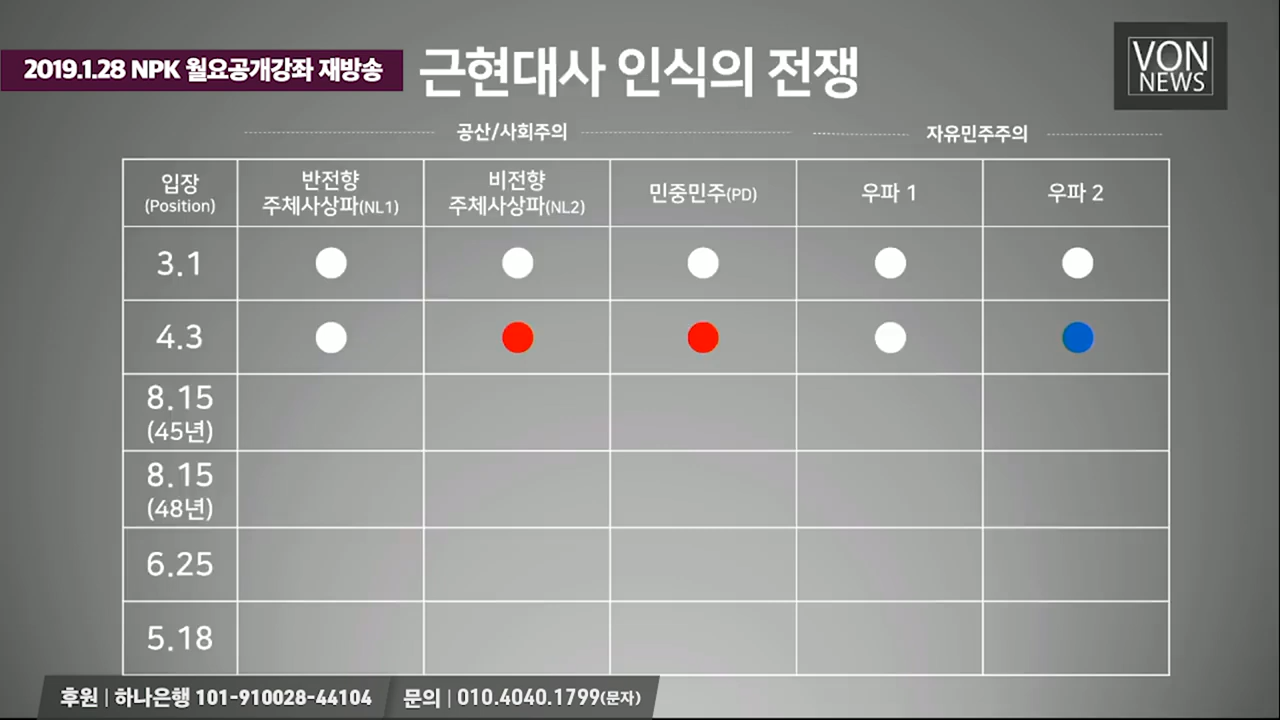 2019.1.28 NPK 월요공개강좌 재방송
근현대사 인식의 전쟁
VON
NEWS
공산/사회주의
자유민주주의
입장
(Position)
반전향
주체사상파(NL1)
비전향
주체사상파(NL2)
민중민주(PD)
우파 1
우파 2
3.1
4.3
8.15
(45년)
8.15
(48년)
6.25
5.18
후원 | 하나은행 101-910028-44104
문의 | 010.4040.1799(문자)